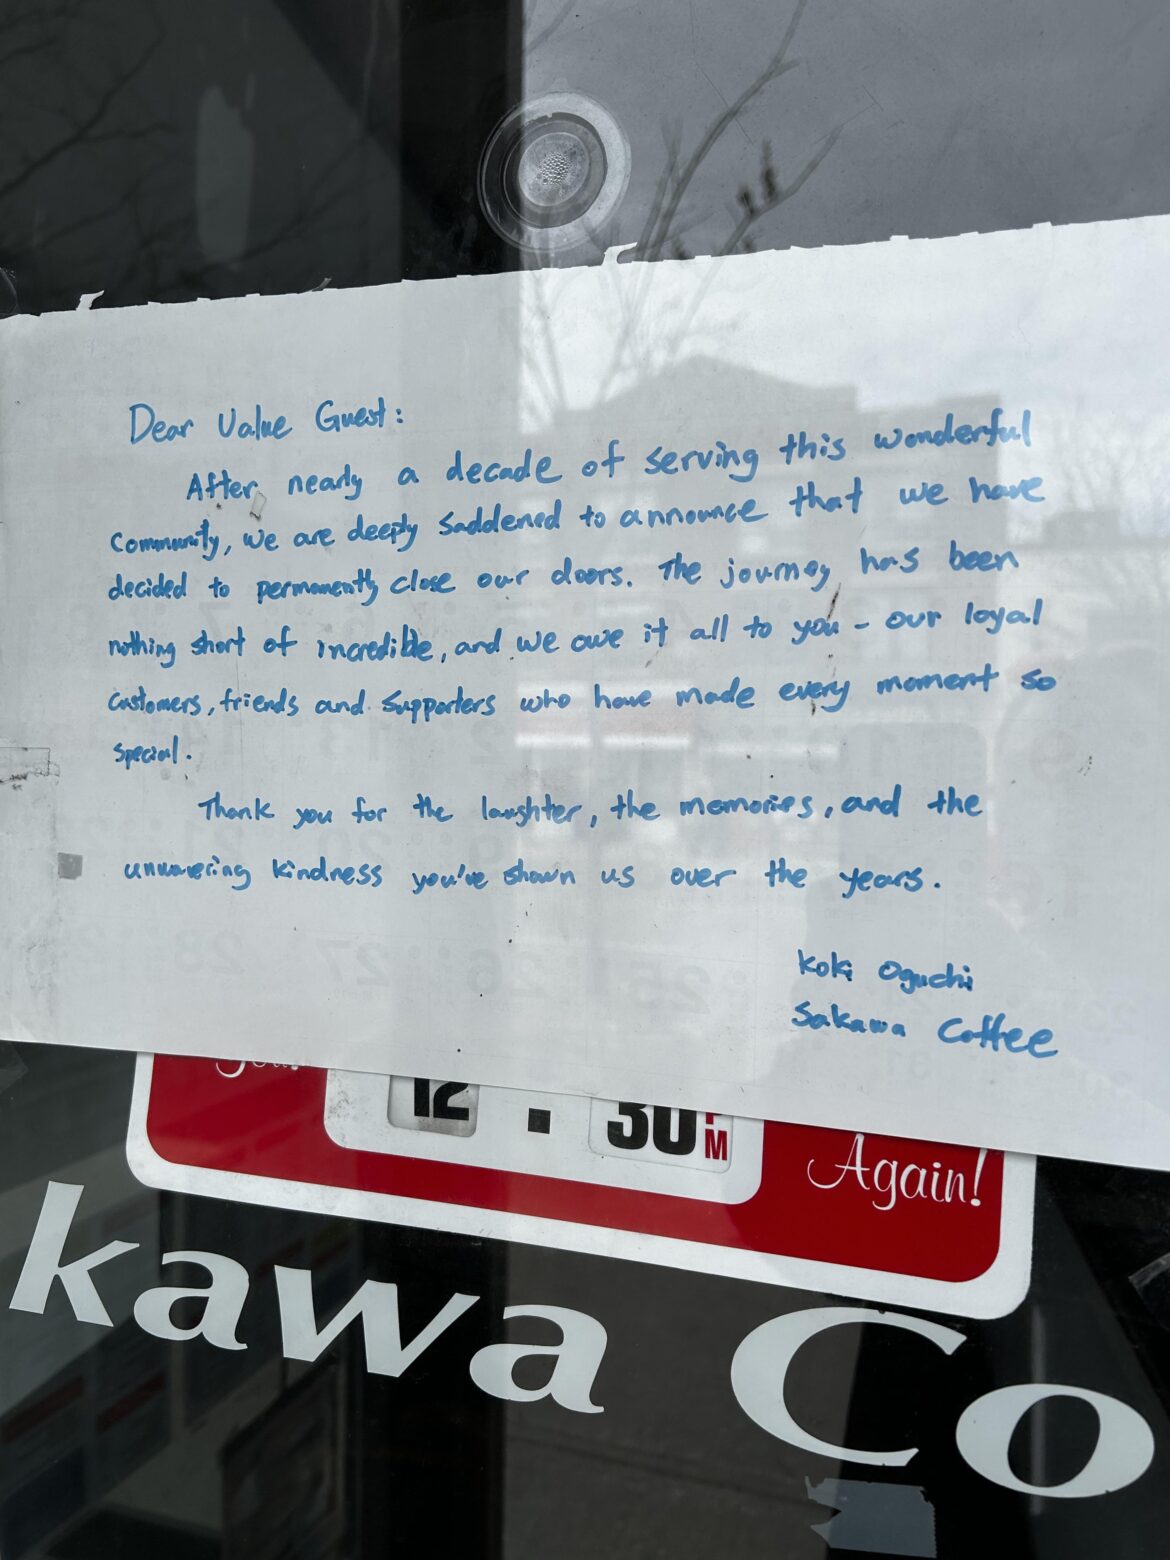 Dear Value Guest:
After nearly a decade of serving this wonderful
Community, we are deeply saddened to announce that we have
decided to permanently close our doors. The journey has been
nothing short of incredible, and we owe it all to you - our loyal
customers, friends and supporters who have made every moment so
special.
Thank you for the laughter, the memories, and the
unwavering kindness you've shown us over the years.
Koki Oguchi
Sakawa Coffee
you!
12 : 30 PM
Again!
kawa Co